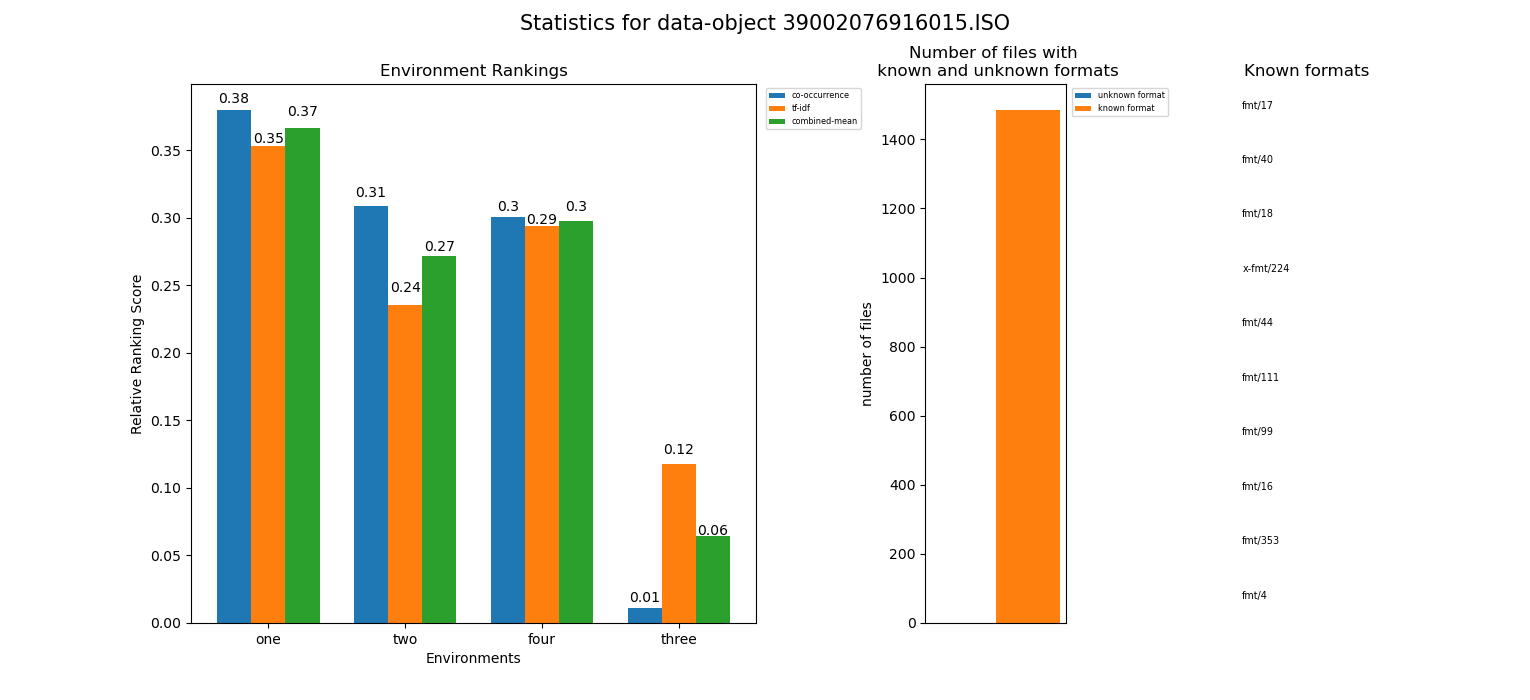 Statistics for data-object 39002076916015.ISO
Environment Rankings
0.38
0.35
0.37
0.31
0.24
0.27
0.3
0.29
0.3
0.01
0.12
0.06
0.35
0.30
0.25
0.20
0.15
0.10
0.05
0.00
Relative Ranking Score
one two four three
Environments
co-occurrence
tf-idf
combined-mean
Number of files with
known and unknown formats
1400
1200
1000
800
600
400
200
0
number of files
unknown format
known format
Known formats
fmt/17
fmt/40
fmt/18
x-fmt/224
fmt/44
fmt/111
fmt/99
fmt/16
fmt/353
fmt/4